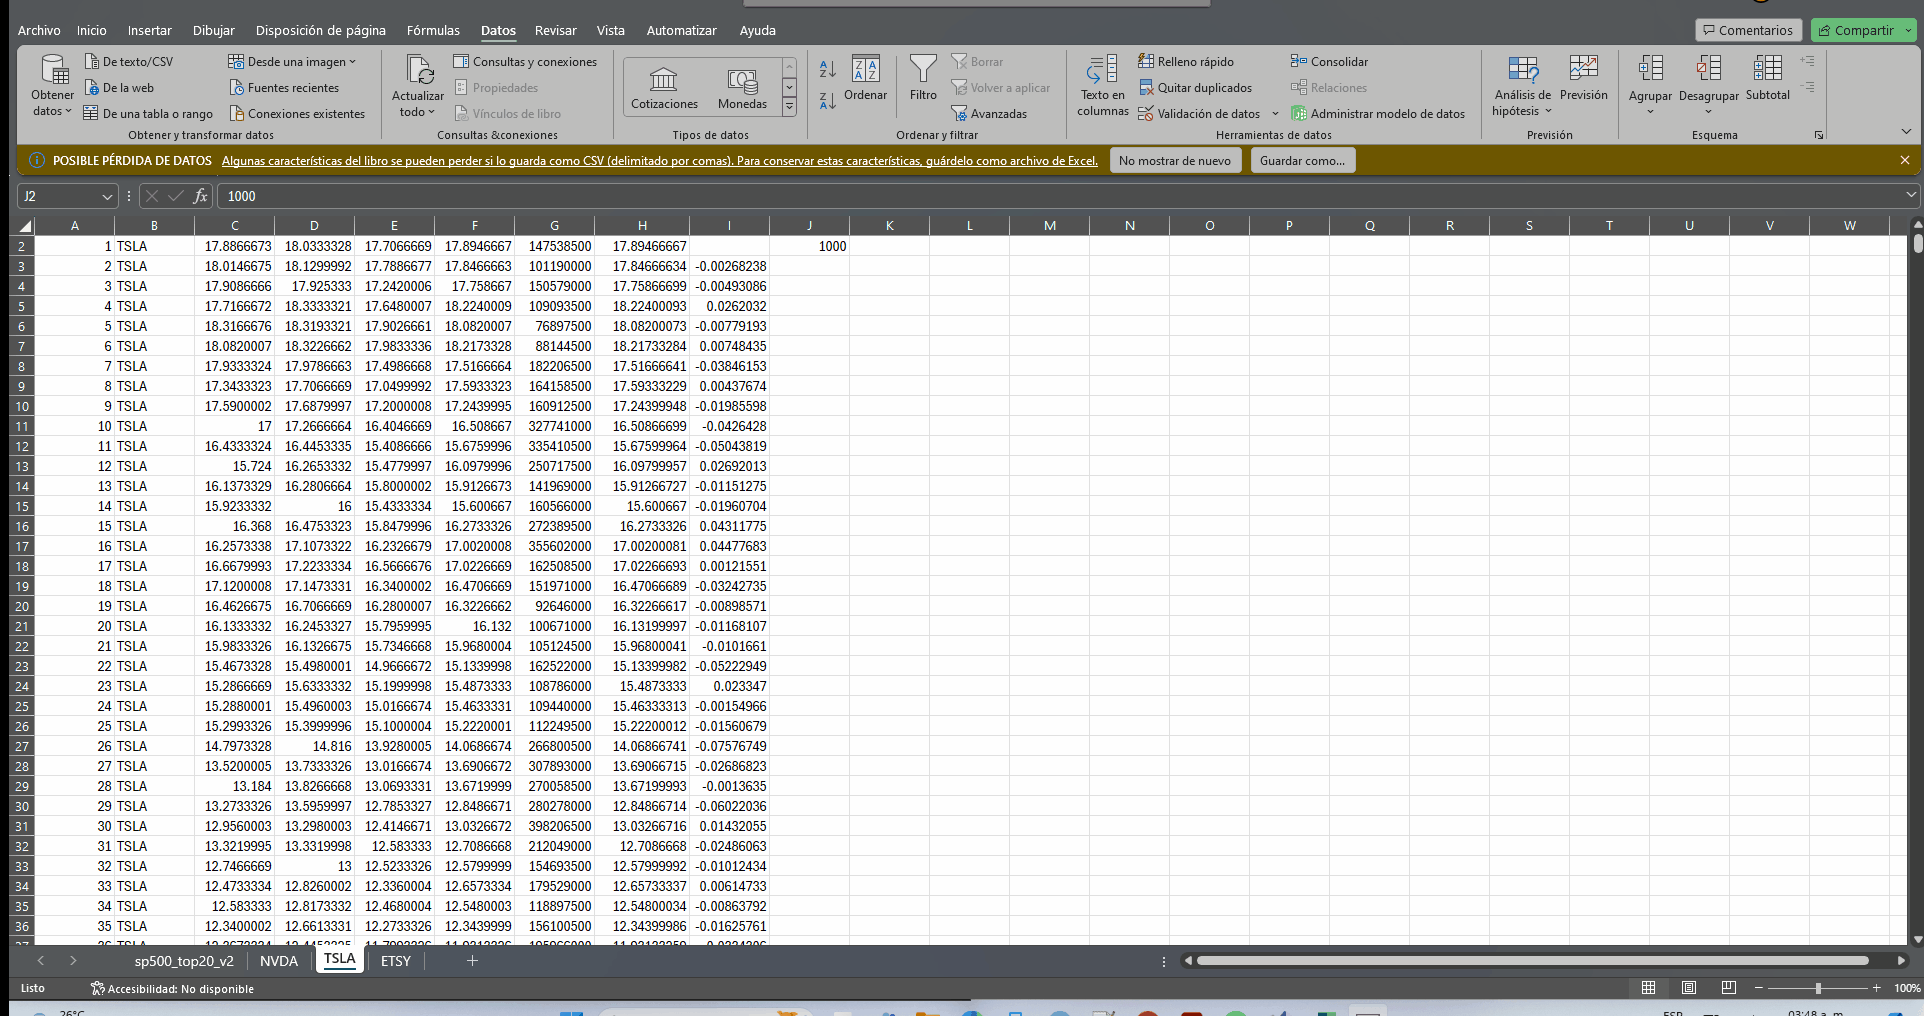 Archivo Inicio Insertar Dibujar Disposición de página Fórmulas Datos Revisar Vista Automatizar Ayuda Comentarios Compartir
Obtener datos
De texto/CSV
De la web
De una tabla o rango
Desde una imagen
Fuentes recientes
Conexiones existentes
Obtener y transformar datos
Actualizar todo
Consultas y conexiones
Propiedades
Vínculos de libro
Consultas &conexiones
Cotizaciones Monedas
Tipos de datos
Ordenar
Filtro
Borrar
Volver a aplicar
Avanzadas
Ordenar y filtrar
Texto en columnas
Relleno rápido
Quitar duplicados
Validación de datos
Consolidar
Relaciones
Administrar modelo de datos
Herramientas de datos
Análisis de hipótesis
Previsión
Previsión
Agrupar Desagrupar Subtotal
Esquema
POSIBLE PÉRDIDA DE DATOS Algunas características del libro se pueden perder si lo guarda como CSV (delimitado por comas). Para conservar estas características, guárdelo como archivo de Excel. No mostrar de nuevo Guardar como...
J2 fx 1000
A B C D E F G H I J K L M N O P Q R S T U V W
2 1 TSLA 17.8866673 18.0333328 17.7066669 17.8946667 147538500 17.89466667 1000
3 2 TSLA 18.0146675 18.1299992 17.7886677 17.8466663 101190000 17.84666634 -0.00268238
4 3 TSLA 17.9086666 17.925333 17.2420006 17.758667 150579000 17.75866699 -0.00493086
5 4 TSLA 17.7166672 18.3333321 17.6480007 18.2240009 109093500 18.22400093 0.0262032
6 5 TSLA 18.3166676 18.3193321 17.9026661 18.0820007 76897500 18.08200073 -0.00779193
7 6 TSLA 18.0820007 18.3226662 17.9833336 18.2173328 88144500 18.21733284 0.00748435
8 7 TSLA 17.9333324 17.9786663 17.4986668 17.5166664 182206500 17.51666641 -0.03846153
9 8 TSLA 17.3433323 17.7066669 17.0499992 17.5933323 164158500 17.59333229 0.00437674
10 9 TSLA 17.5900002 17.6879997 17.2000008 17.2439995 160912500 17.24399948 -0.01985598
11 10 TSLA 17 17.2666664 16.4046669 16.508667 327741000 16.50866699 -0.0426428
12 11 TSLA 16.4333324 16.4453335 15.4086666 15.6759996 335410500 15.67599964 -0.05043819
13 12 TSLA 15.724 16.2653332 15.4779997 16.0979996 250717500 16.09799957 0.02692013
14 13 TSLA 16.1373329 16.2806664 15.8000002 15.9126673 141969000 15.91266727 -0.01151275
15 14 TSLA 15.9233332 16 15.4333334 15.600667 160566000 15.600667 -0.01960704
16 15 TSLA 16.368 16.4753323 15.8479996 16.2733326 272389500 16.2733326 0.04311775
17 16 TSLA 16.2573338 17.1073322 16.2326679 17.0020008 355602000 17.00200081 0.04477683
18 17 TSLA 16.6679993 17.2233334 16.5666676 17.0226669 162508500 17.02266693 0.00121551
19 18 TSLA 17.1200008 17.1473331 16.3400002 16.4706669 151971000 16.47066689 -0.03242735
20 19 TSLA 16.4626675 16.7066669 16.2800007 16.3226662 92646000 16.32266617 -0.00898571
21 20 TSLA 16.1333332 16.2453327 15.7959995 16.132 100671000 16.13199997 -0.01168107
22 21 TSLA 15.9833326 16.1326675 15.7346668 15.9680004 105124500 15.96800041 -0.0101661
23 22 TSLA 15.4673328 15.4980001 14.9666672 15.1339998 162522000 15.13399982 -0.05222949
24 23 TSLA 15.2866669 15.6333332 15.1999998 15.4873333 108786000 15.4873333 0.023347
25 24 TSLA 15.2880001 15.4960003 15.0166674 15.4633331 109440000 15.46333313 -0.00154966
26 25 TSLA 15.2993326 15.3999996 15.1000004 15.2220001 112249500 15.22200012 -0.01560679
27 26 TSLA 14.7973328 14.816 13.9280005 14.0686674 266800500 14.06866741 -0.07576749
28 27 TSLA 13.5200005 13.7333326 13.0166674 13.6906672 307893000 13.69066715 -0.02686823
29 28 TSLA 13.184 13.8266668 13.0693331 13.6719999 270058500 13.67199993 -0.0013635
30 29 TSLA 13.2733326 13.5959997 12.7853327 12.8486671 280278000 12.84866714 -0.06022036
31 30 TSLA 12.9560003 13.2980003 12.4146671 13.0326672 398206500 13.03266716 0.01432055
32 31 TSLA 13.3219995 13.3319998 12.583333 12.7086668 212049000 12.7086668 -0.02486063
33 32 TSLA 12.7466669 13 12.5233326 12.5799999 154693500 12.57999992 -0.01012434
34 33 TSLA 12.4733334 12.8260002 12.3360004 12.6573334 179529000 12.65733337 0.00614733
35 34 TSLA 12.583333 12.8173332 12.4680004 12.5480003 118897500 12.54800034 -0.00863792
36 35 TSLA 12.3400002 12.6613331 12.2733326 12.3439999 156100500 12.34399986 -0.01625761
sp500_top20_v2 NVDA TSLA ETSY
Listo Accesibilidad: No disponible 100%